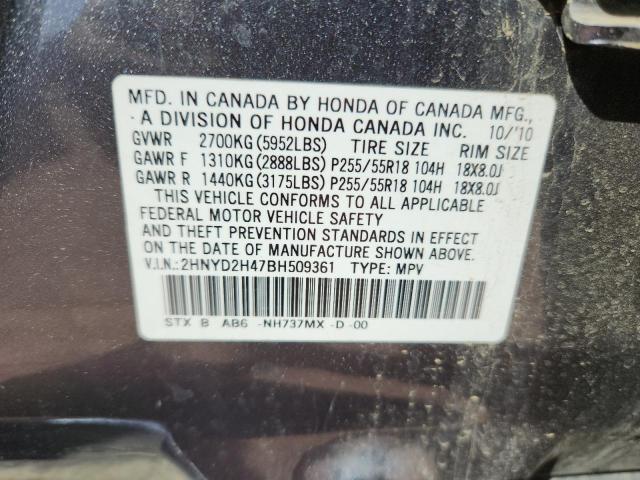 MFD. IN CANADA BY HONDA OF CANADA MFG.,
A DIVISION OF HONDA CANADA INC. 10/'10
GVWR 2700KG(5952LBS) TIRE SIZE RIM SIZE
GAWR F 1310KG(2888LBS) P255/55R18 104H 18X8.0J
GAWR R 1440KG(3175LBS) P255/55R18 104H 18X8.0J
THIS VEHICLE CONFORMS TO ALL APPLICABLE
FEDERAL MOTOR VEHICLE SAFETY
AND THEFT PREVENTION STANDARDS IN EFFECT
ON THE DATE OF MANUFACTURE SHOWN ABOVE.
V.I.N.:2HNYD2H47BH509361 TYPE: MPV
STX B AB6 -NH737MX -D -00